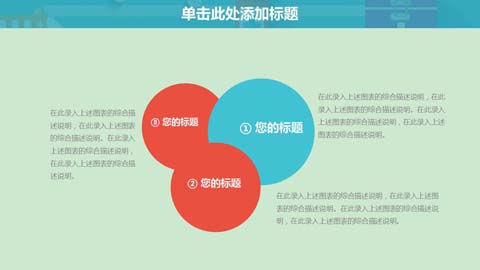 单击此处添加标题
在此录入上述图表的综合描述说明，在此
录入上述图表的综合描述说明。在此录入
上述图表的综合描述说明，在此录入上述
图表的综合描述说明。
① 您的标题
③ 您的标题
在此录入上述图表的综合描
述说明，在此录入上述图表
的综合描述说明。在此录入
上述图表的综合描述说明，
在此录入上述图表的综合描
述说明。
② 您的标题
在此录入上述图表的综合描述说明，在此录入上述图
表的综合描述说明。在此录入上述图表的综合描述说
明，在此录入上述图表的综合描述说明。